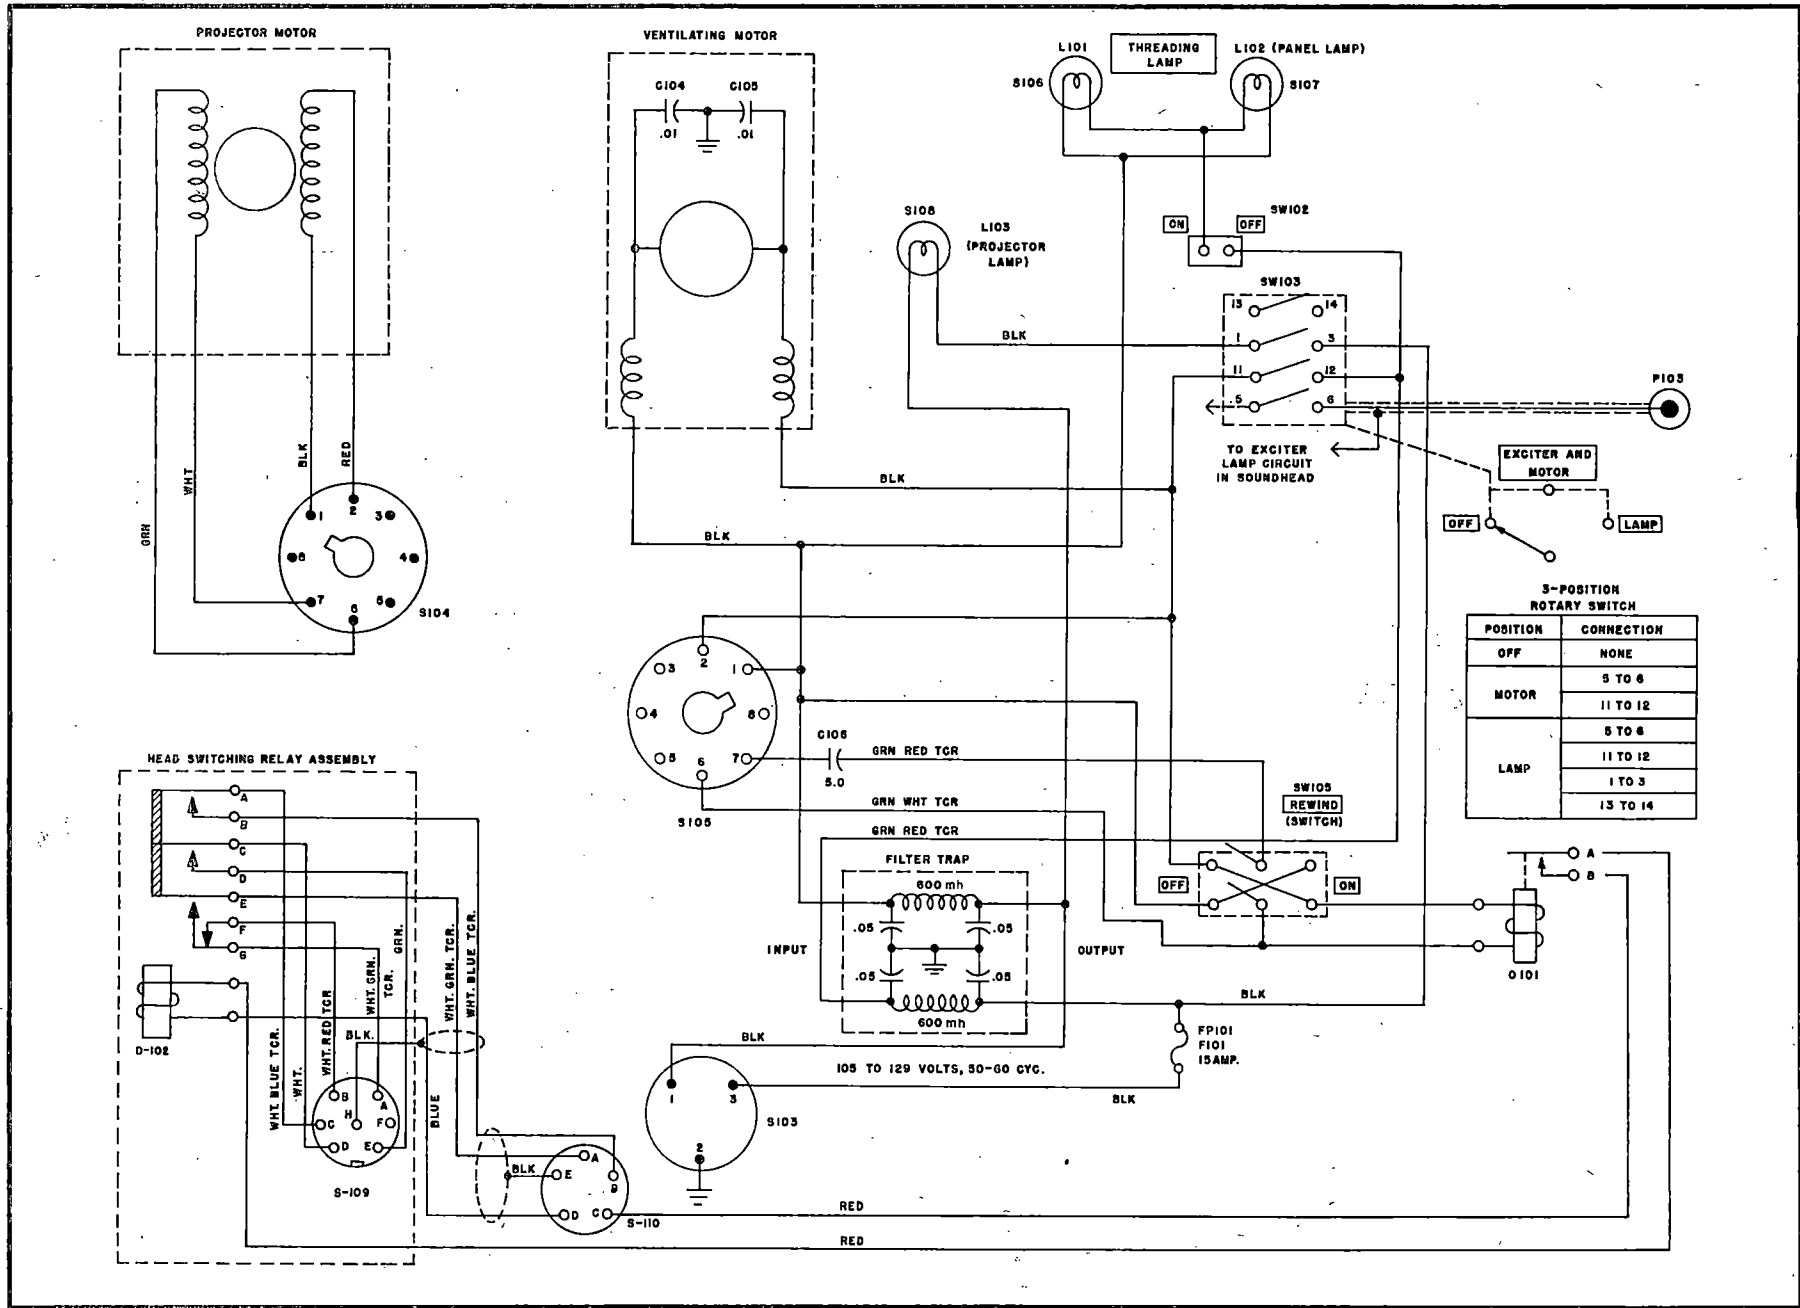 PROJECTOR MOTOR
GRN
WHT
BLK
RED
1
2
3
4
5
6
7
8
S104
VENTILATING MOTOR
C104
C105
.01
.01
BLK
BLK
L101
THREADING
LAMP
L102 (PANEL LAMP)
S106
S107
S108
L103
(PROJECTOR
LAMP)
BLK
ON
OFF
SW102
SW103
13
14
1
3
11
12
5
6
TO EXCITER
LAMP CIRCUIT
IN SOUNDHEAD
P103
EXCITER AND
MOTOR
OFF
LAMP
3-POSITION
ROTARY SWITCH
POSITION
CONNECTION
OFF
NONE
MOTOR
5 TO 6
11 TO 12
LAMP
5 TO 6
11 TO 12
1 TO 3
13 TO 14
3
2
1
4
8
5
6
7
S105
C106
5.0
GRN RED TCR
GRN WHT TCR
GRN RED TCR
SW105
REWIND
(SWITCH)
OFF
ON
A
B
O101
FILTER TRAP
600 mh
.05
.05
INPUT
OUTPUT
.05
.05
600 mh
BLK
FP101
F101
15AMP.
BLK
105 TO 129 VOLTS, 50-60 CYC.
BLK
1
3
2
S103
HEAD SWITCHING RELAY ASSEMBLY
A
B
C
D
E
F
G
D-102
WHT. BLUE TCR.
WHT.
WHT. RED TCR
BLK.
WHT. GRN.
TCR.
GRN.
BLUE
WHT. GRN. TCR.
WHT. BLUE TCR.
B
A
H
C
F
D
E
S-109
BLK
A
E
B
D
C
S-110
RED
RED